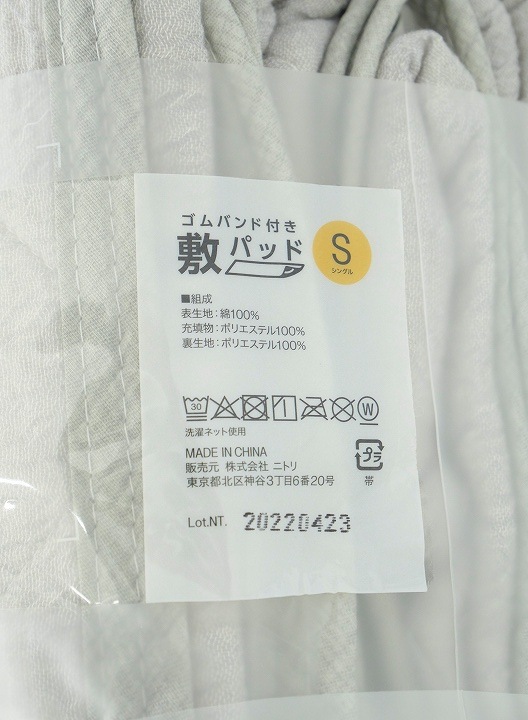 ゴムバンド付き
敷パッド
S
シングル
■組成
表生地：綿100%
充填物：ポリエステル100%
裏生地：ポリエステル100%
30
W
洗濯ネット使用
MADE IN CHINA
販売元 株式会社 ニトリ
東京都北区神谷3丁目6番20号
プラ
帯
Lot.NT. 20220423